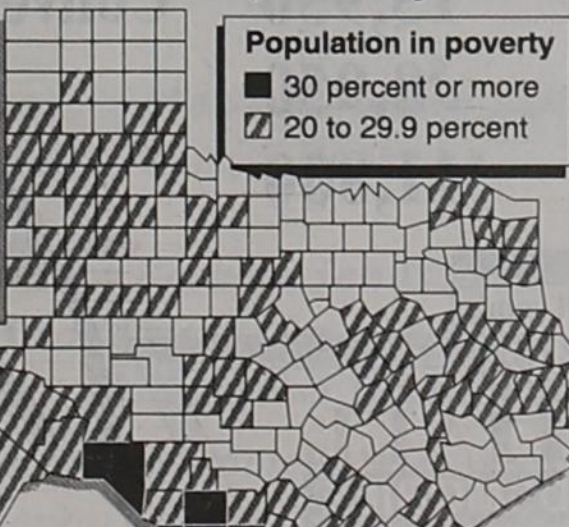 Population in poverty
30 percent or more
20 to 29.9 percent